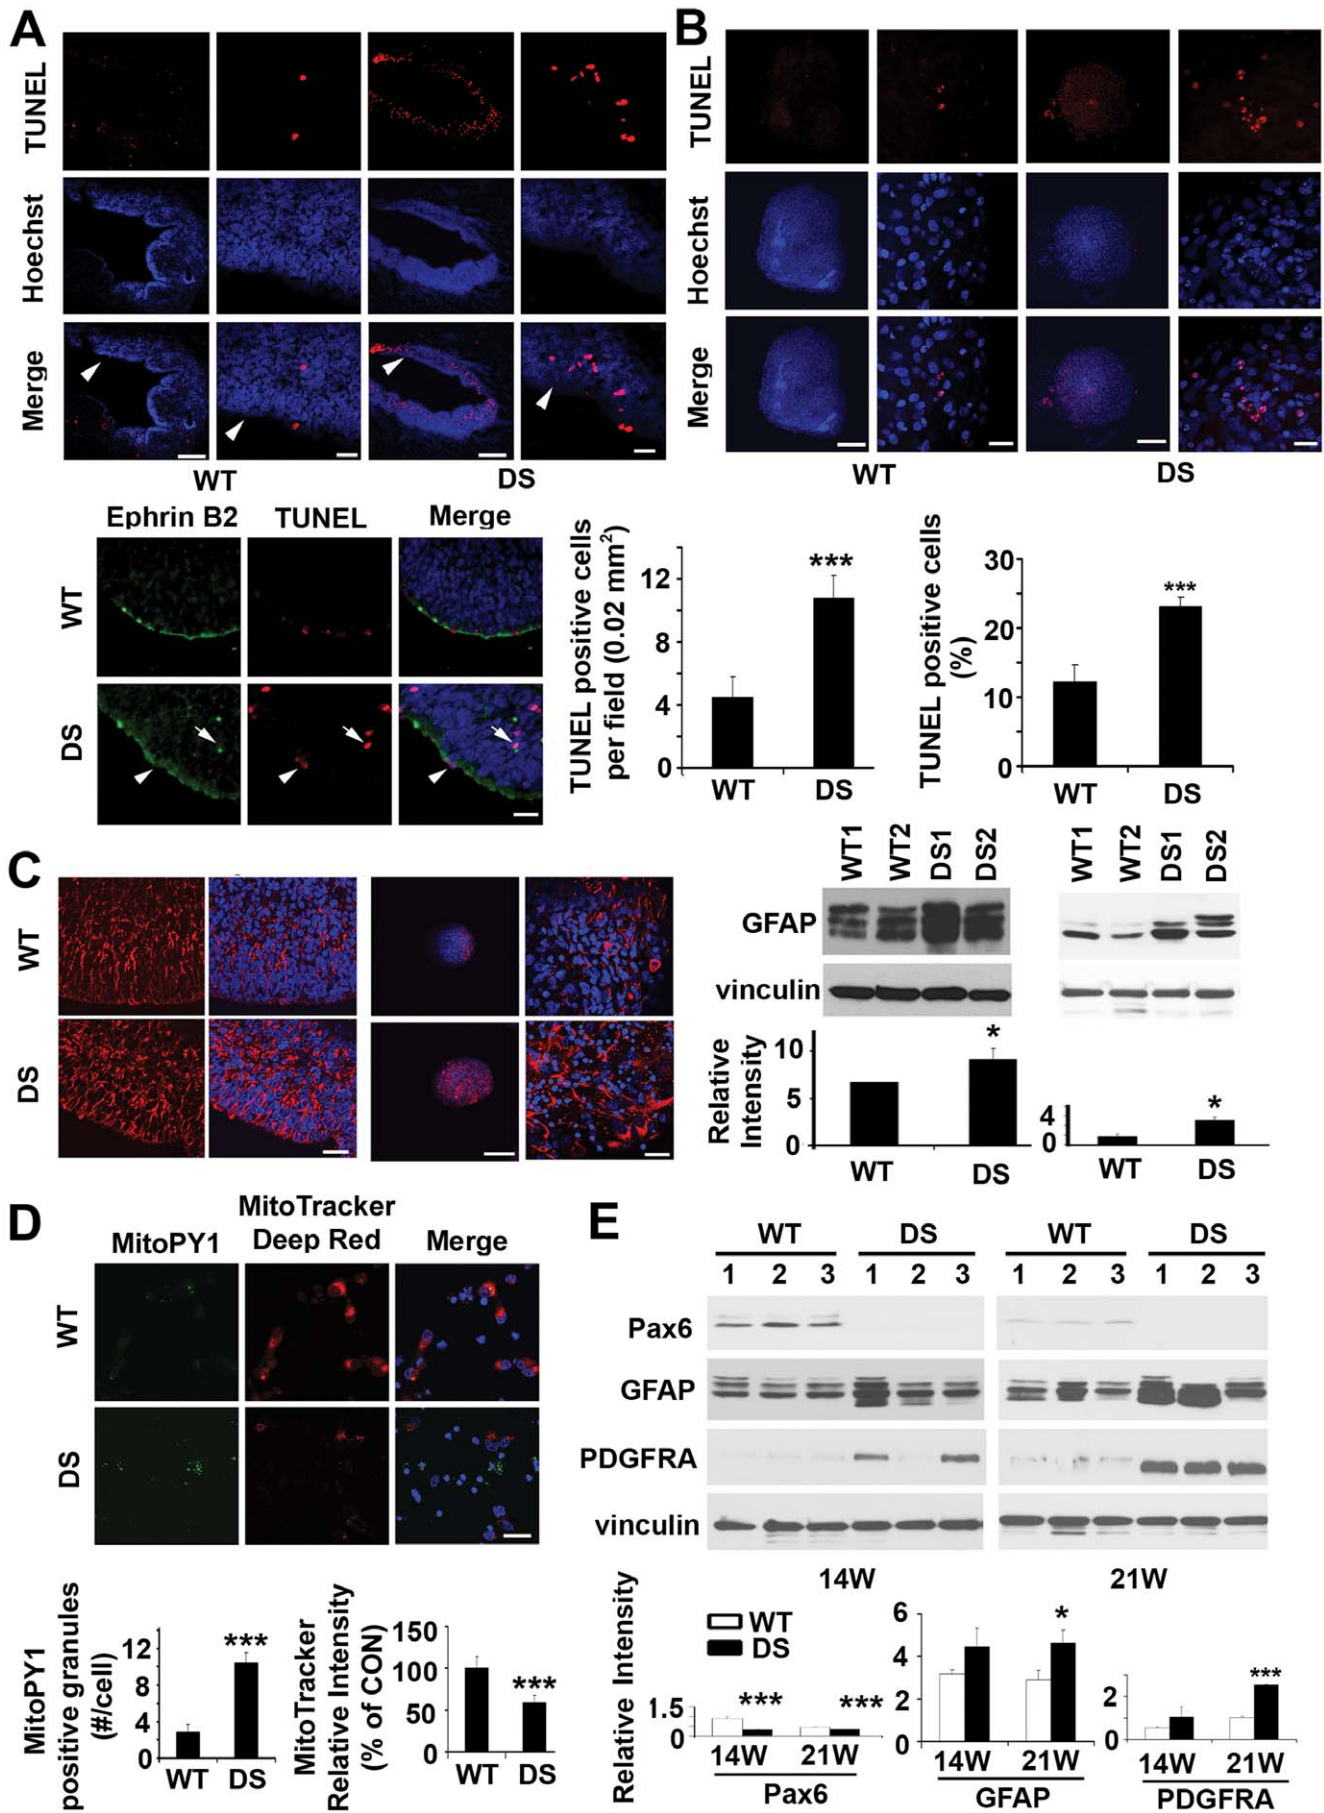 A
TUNEL
Hoechst
Merge
WT DS
B
TUNEL
Hoechst
Merge
WT DS
Ephrin B2 TUNEL Merge
WT
DS
TUNEL positive cells
per field (0.02 mm²)
12
8
4
0
***
WT DS
TUNEL positive cells
(%)
30
20
10
0
***
WT DS
C
WT
DS
WT1 WT2 DS1 DS2
GFAP
vinculin
WT1 WT2 DS1 DS2
Relative
Intensity
10
5
0
*
WT DS
4
0
*
WT DS
D
MitoPY1 MitoTracker Deep Red Merge
WT
DS
MitoPY1
positive granules
(#/cell)
12
8
4
0
***
WT DS
MitoTracker
Relative Intensity
(% of CON)
150
100
50
0
***
WT DS
E
WT DS WT DS
1 2 3 1 2 3 1 2 3 1 2 3
Pax6
GFAP
PDGFRA
vinculin
14W 21W
Relative Intensity
WT
DS
1.5
0
*** ***
14W 21W
Pax6
6
4
2
0
*
14W 21W
GFAP
2
0
***
14W 21W
PDGFRA